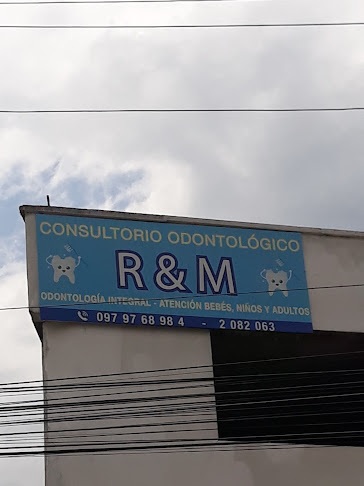 CONSULTORIO ODONTOLÓGICO
R & M
ODONTOLOGÍA INTEGRAL - ATENCIÓN BEBÉS, NIÑOS Y ADULTOS
097 97 68 98 4 - 2 082 063